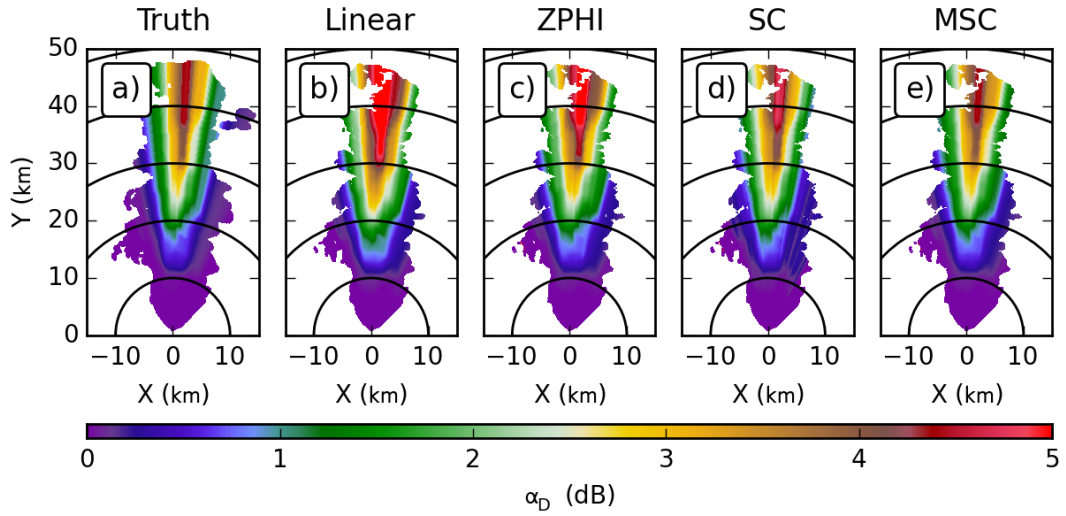 Truth Linear ZPHI SC MSC
a) b) c) d) e)
50
40
30
20
10
0
Y (km)
−10 0 10 −10 0 10 −10 0 10 −10 0 10 −10 0 10
X (km) X (km) X (km) X (km) X (km)
0 1 2 3 4 5
α_D (dB)